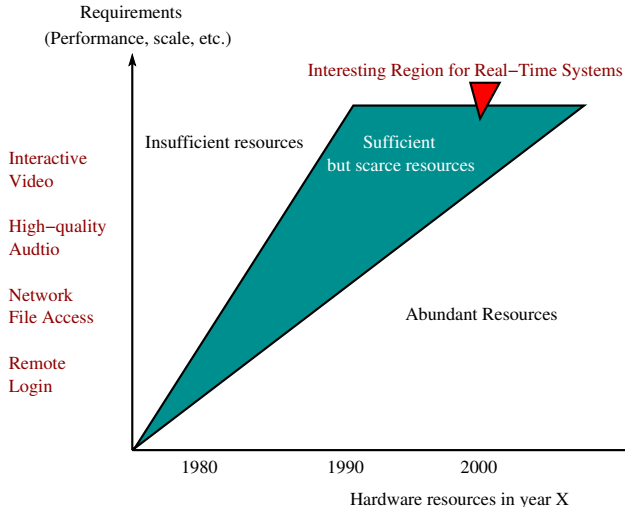 Requirements
(Performance, scale, etc.)
Interesting Region for Real−Time Systems
Insufficient resources
Sufficient
but scarce resources
Interactive
Video
High−quality
Audtio
Network
File Access
Abundant Resources
Remote
Login
1980
1990
2000
Hardware resources in year X